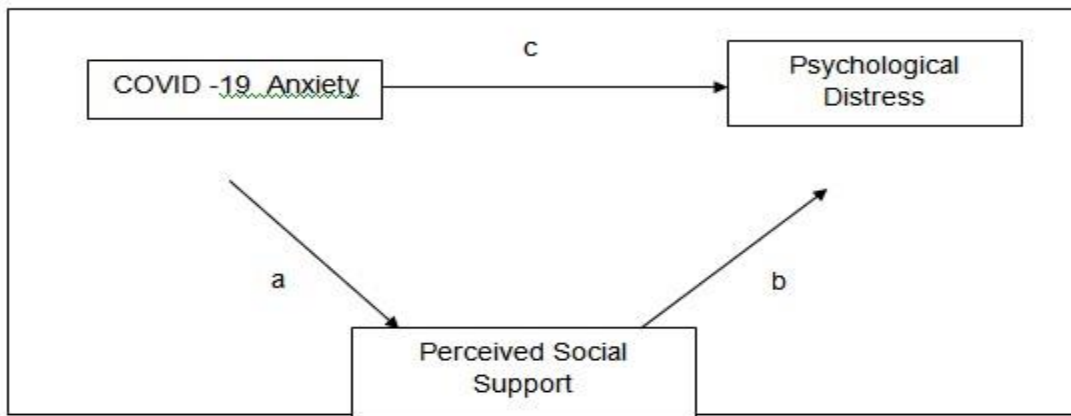 c
COVID -19 Anxiety
Psychological
Distress
a
b
Perceived Social
Support